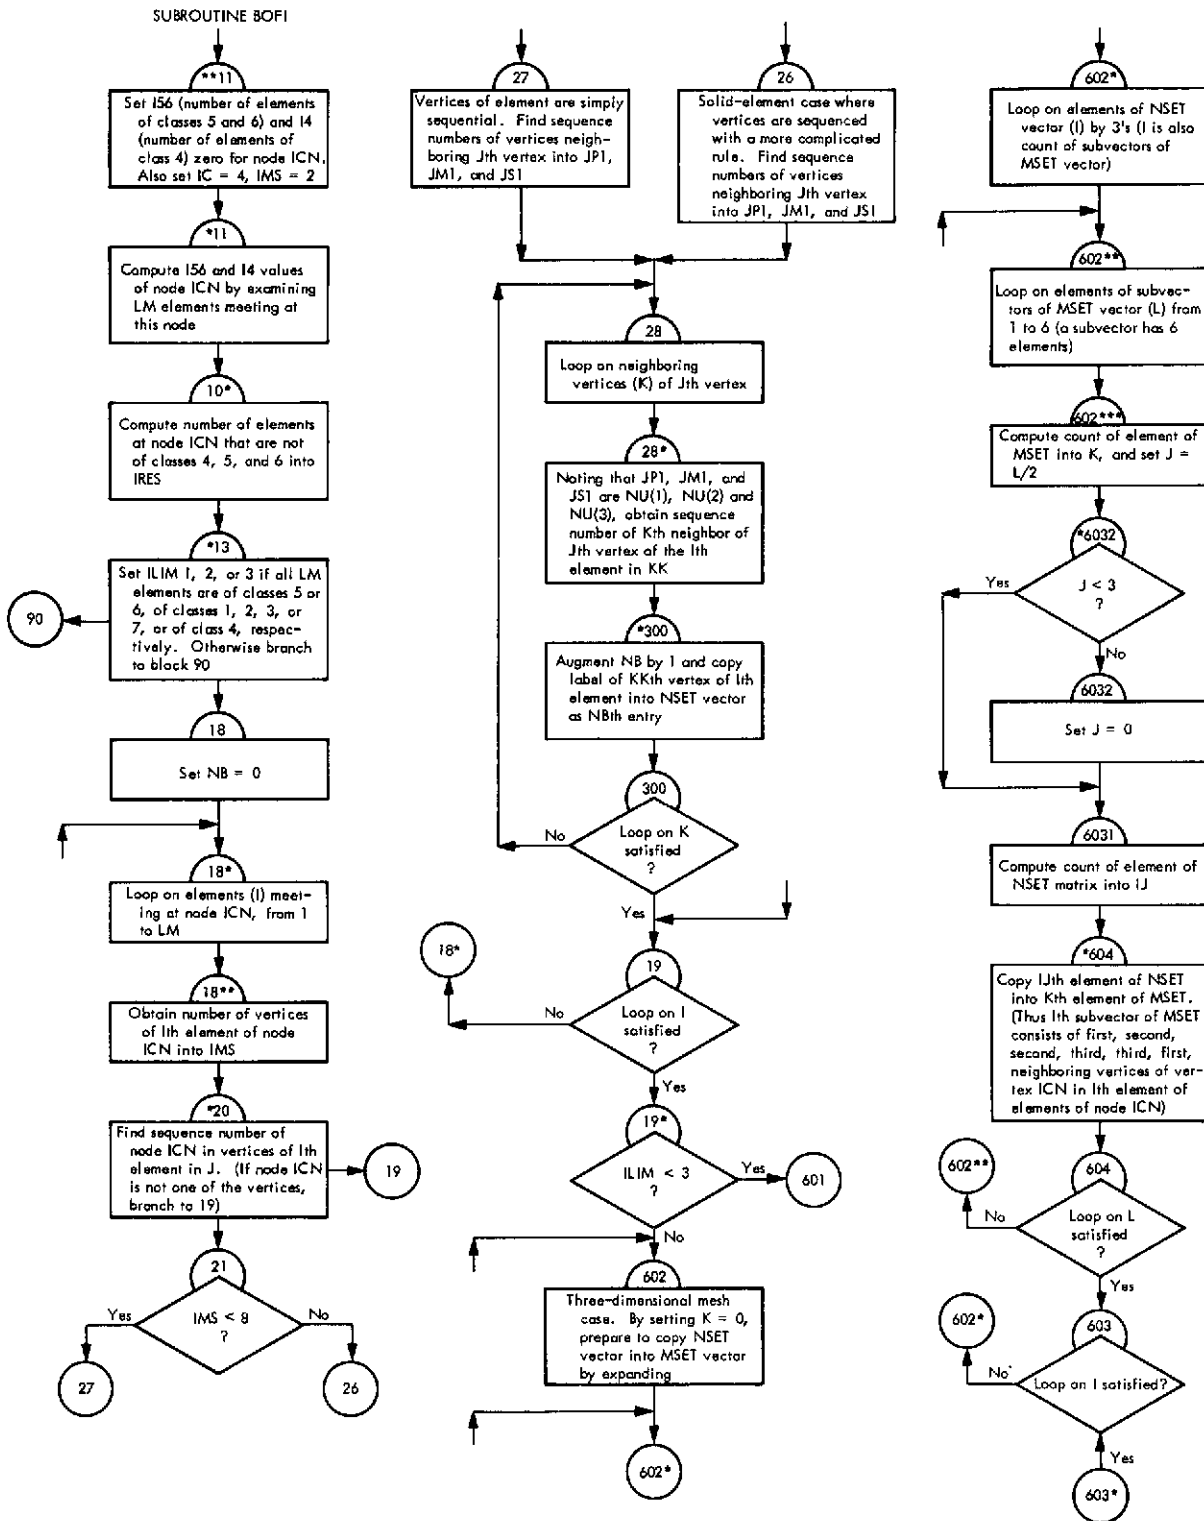 SUBROUTINE BOFI
**11
Set I56 (number of elements
of classes 5 and 6) and I4
(number of elements of
class 4) zero for node ICN.
Also set IC = 4, IMS = 2
*11
Compute I56 and I4 values
of node ICN by examining
LM elements meeting at
this node
10*
Compute number of elements
at node ICN that are not
of classes 4, 5, and 6 into
IRES
*13
Set ILIM 1, 2, or 3 if all LM
elements are of classes 5 or
6, of classes 1, 2, 3, or
7, or of class 4, respec-
tively. Otherwise branch
to block 90
90
18
Set NB = 0
18*
Loop on elements (I) meet-
ing at node ICN, from 1
to LM
18**
Obtain number of vertices
of Ith element of node
ICN into IMS
*20
Find sequence number of
node ICN in vertices of Ith
element in J. (If node ICN
is not one of the vertices,
branch to 19)
19
21
IMS < 8
?
Yes
No
27
26
27
Vertices of element are simply
sequential. Find sequence
numbers of vertices neigh-
boring Jth vertex into JP1,
JM1, and JS1
26
Solid-element case where
vertices are sequenced
with a more complicated
rule. Find sequence
numbers of vertices
neighboring Jth vertex
into JP1, JM1, and JS1
28
Loop on neighboring
vertices (K) of Jth vertex
28*
Noting that JP1, JM1, and
JS1 are NU(1), NU(2) and
NU(3), obtain sequence
number of Kth neighbor of
Jth vertex of the Ith
element in KK
*300
Augment NB by 1 and copy
label of KKth vertex of Ith
element into NSET vector
as NBth entry
300
Loop on K
satisfied
?
No
Yes
18*
19
Loop on I
satisfied
?
No
Yes
19*
ILIM < 3
?
Yes
601
No
602
Three-dimensional mesh
case. By setting K = 0,
prepare to copy NSET
vector into MSET vector
by expanding
602*
602*
Loop on elements of NSET
vector (I) by 3's (I is also
count of subvectors of
MSET vector)
602**
Loop on elements of subvec-
tors of MSET vector (L) from
1 to 6 (a subvector has 6
elements)
602***
Compute count of element of
MSET into K, and set J =
L/2
*6032
J < 3
?
Yes
No
6032
Set J = 0
6031
Compute count of element of
NSET matrix into IJ
*604
Copy IJth element of NSET
into Kth element of MSET.
(Thus Ith subvector of MSET
consists of first, second,
second, third, third, first,
neighboring vertices of ver-
tex ICN in Ith element of
elements of node ICN)
602**
604
Loop on L
satisfied
?
No
Yes
602*
603
Loop on I satisfied?
No
Yes
603*